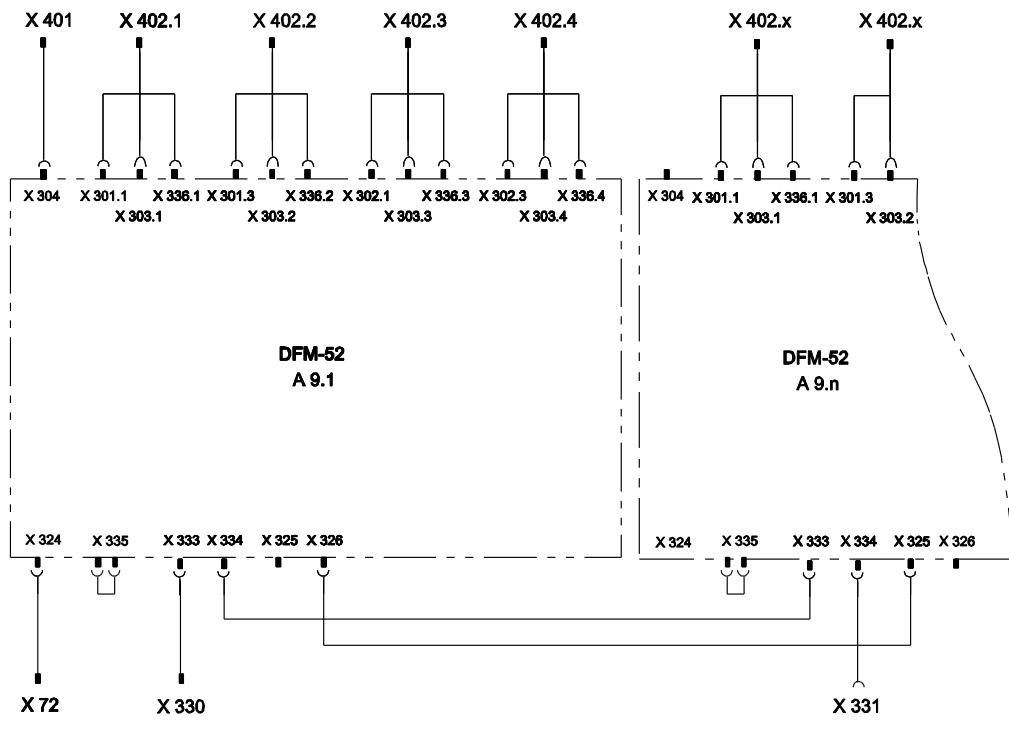 X 401 X 402.1 X 402.2 X 402.3 X 402.4 X 402.x X 402.x
X 304 X 301.1 X 336.1 X 301.3 X 336.2 X 302.1 X 336.3 X 302.3 X 336.4 X 304 X 301.1 X 336.1 X 301.3
X 303.1 X 303.2 X 303.3 X 303.4 X 303.1 X 303.2
DFM-52 DFM-52
A 9.1 A 9.n
X 324 X 335 X 333 X 334 X 325 X 326 X 324 X 335 X 333 X 334 X 325 X 326
X 72 X 330 X 331